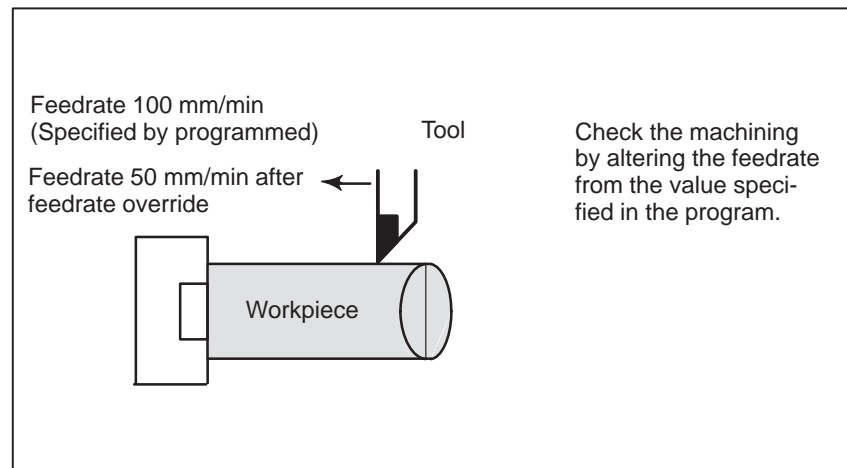 Feedrate 100 mm/min
(Specified by programmed)
Feedrate 50 mm/min after
feedrate override
Tool
Check the machining
by altering the feedrate
from the value speci-
fied in the program.
Workpiece